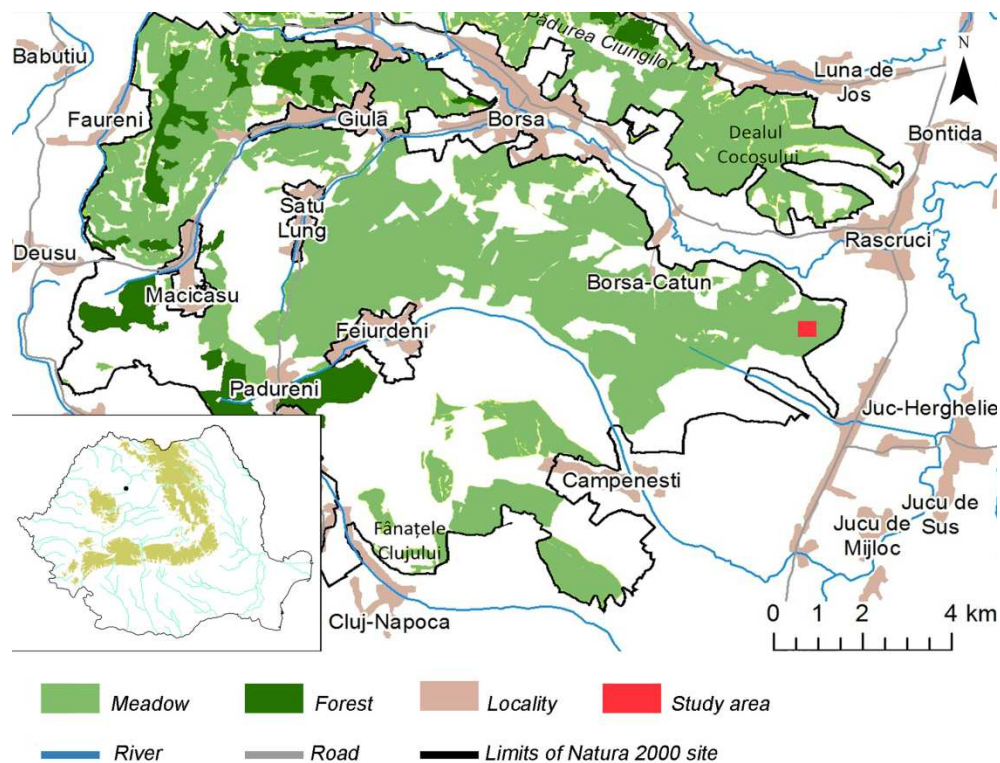 Padurea Clungilor
N
Babutiu
Luna de
Jos
Faureni
Giula
Borsa
Bontida
Dealul
Cocoșului
Satu
Lung
Rascruci
Deusu
Macicasu
Borsa-Catun
Feiurdeni
Padureni
Juc-Herghelie
Campenesti
Jucu de
Sus
Jucu de
Mijloc
Fânațele
Clujului
Cluj-Napoca
0 1 2 4 km
Meadow Forest Locality Study area
River Road Limits of Natura 2000 site